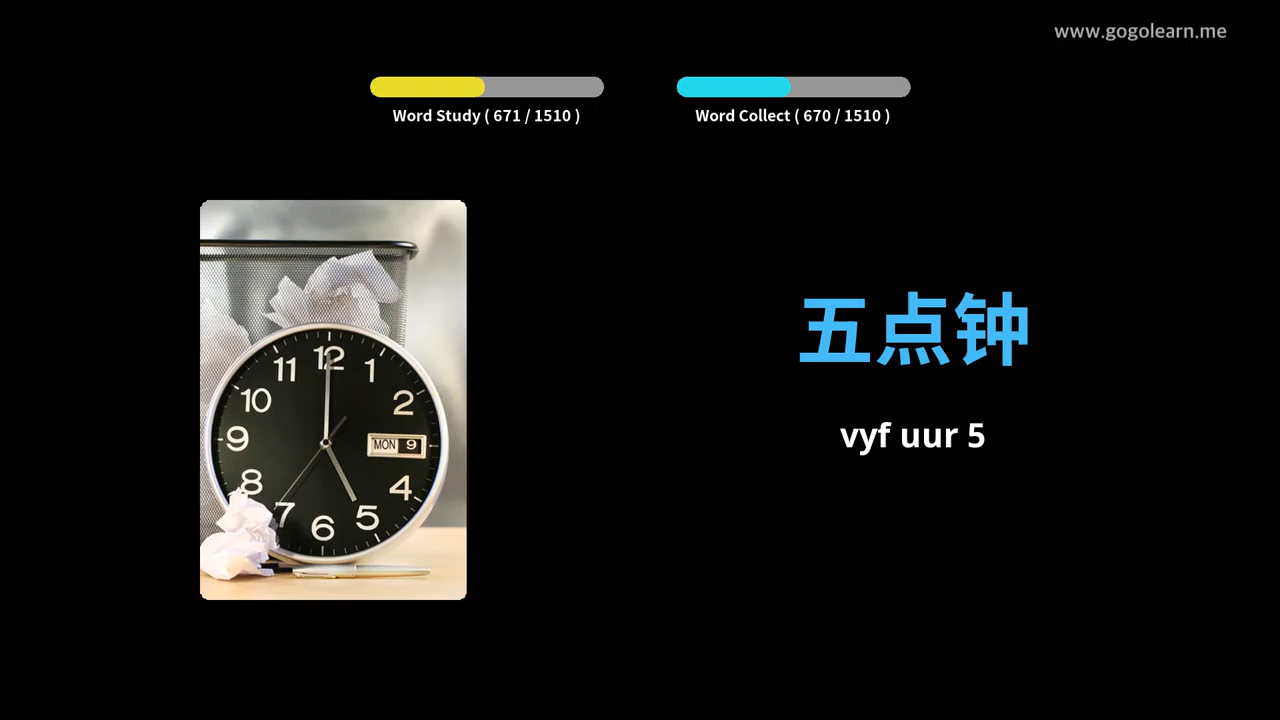 www.gogolearn.me
Word Study ( 671 / 1510 )
Word Collect ( 670 / 1510 )
五点钟
vyf uur 5
12
11
1
10
2
9
MON 9
8
4
7
5
6